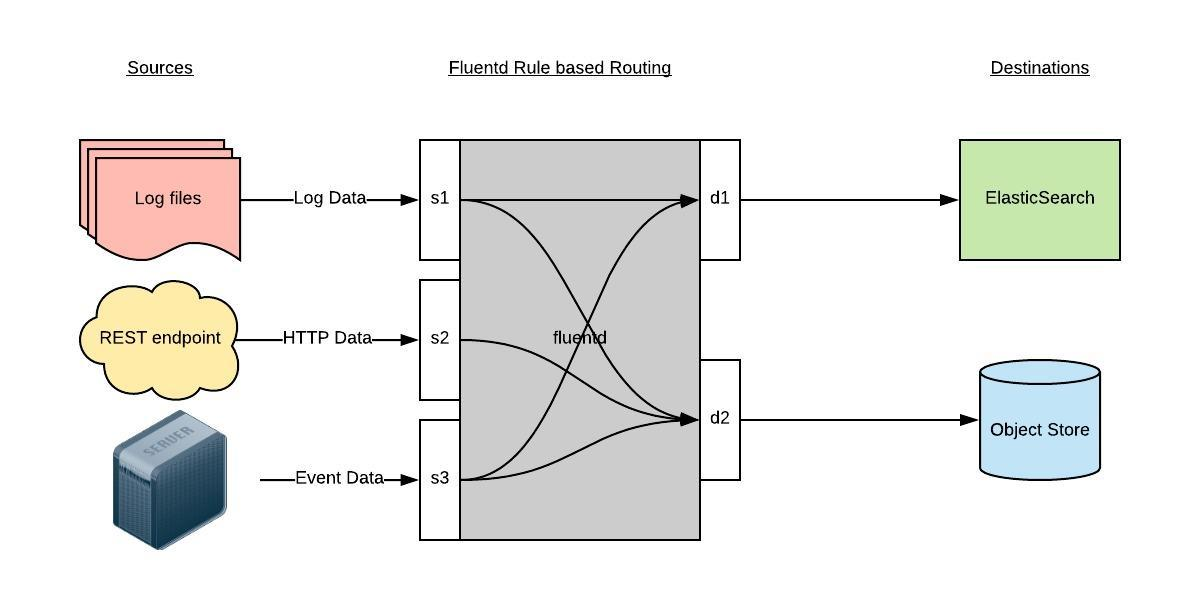 Sources
Fluentd Rule based Routing
Destinations
Log files
Log Data
s1
d1
ElasticSearch
REST endpoint
HTTP Data
s2
fluentd
d2
Object Store
SERVER
Event Data
s3